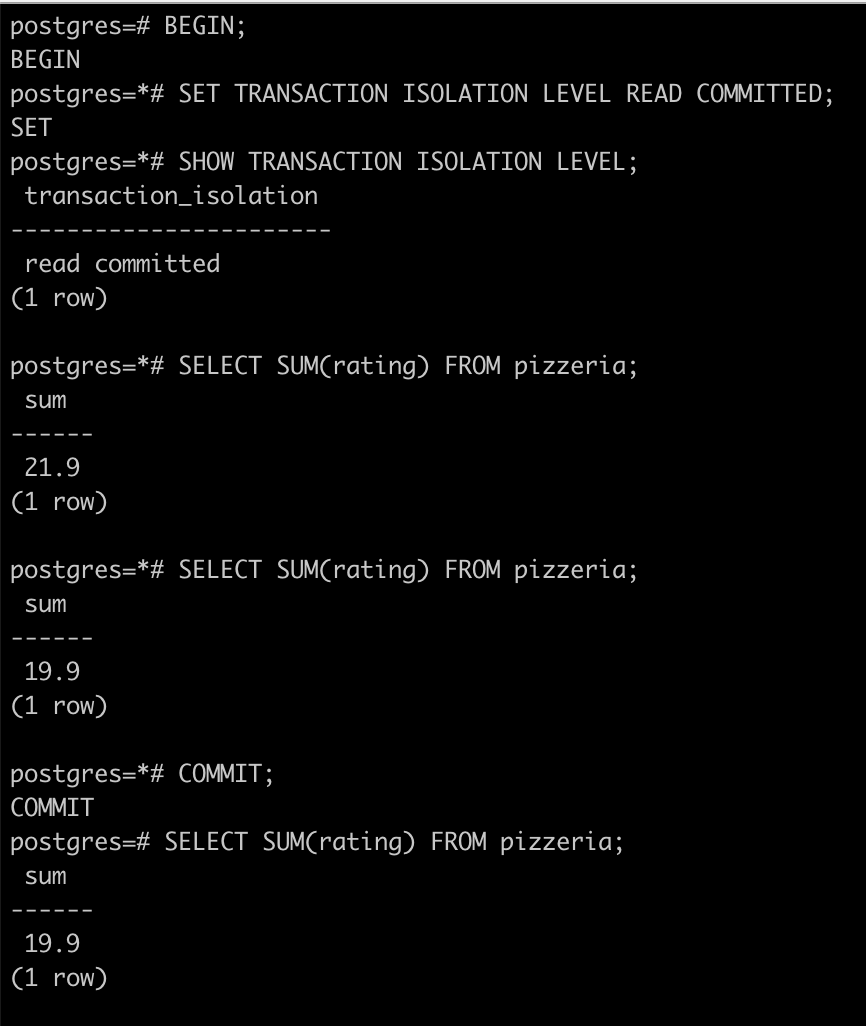 postgres=# BEGIN;
BEGIN
postgres=*# SET TRANSACTION ISOLATION LEVEL READ COMMITTED;
SET
postgres=*# SHOW TRANSACTION ISOLATION LEVEL;
 transaction_isolation
-----------------------
 read committed
(1 row)

postgres=*# SELECT SUM(rating) FROM pizzeria;
 sum
------
 21.9
(1 row)

postgres=*# SELECT SUM(rating) FROM pizzeria;
 sum
------
 19.9
(1 row)

postgres=*# COMMIT;
COMMIT
postgres=# SELECT SUM(rating) FROM pizzeria;
 sum
------
 19.9
(1 row)